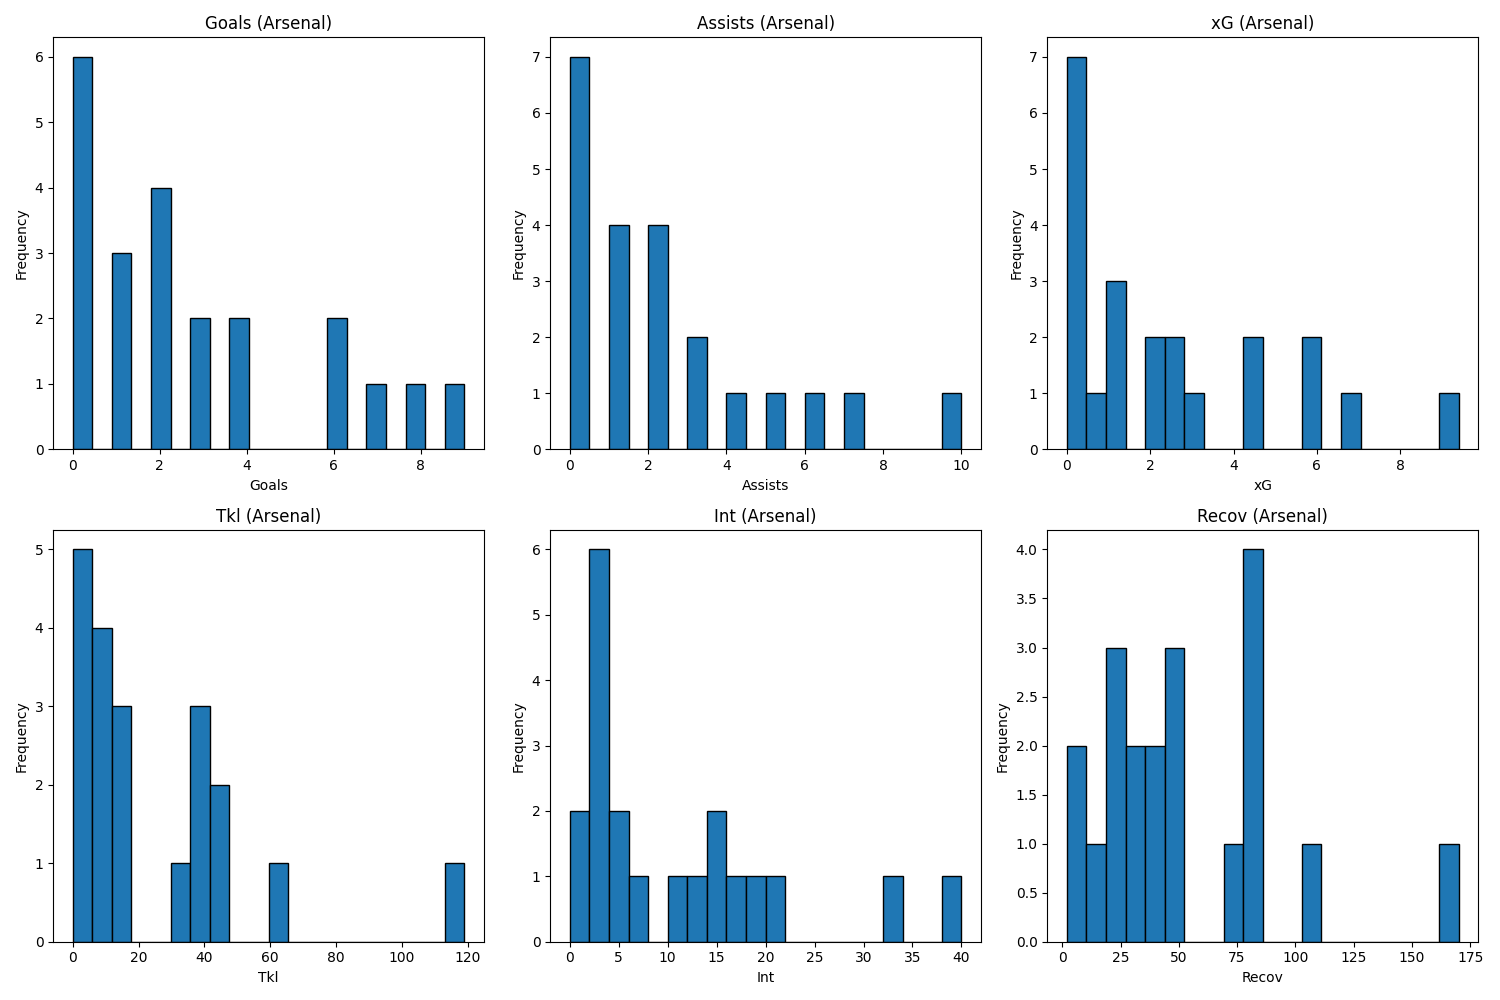 Goals (Arsenal)
Frequency
6
5
4
3
2
1
0
0 2 4 6 8
Goals
Assists (Arsenal)
Frequency
7
6
5
4
3
2
1
0
0 2 4 6 8 10
Assists
xG (Arsenal)
Frequency
7
6
5
4
3
2
1
0
0 2 4 6 8
xG
Tkl (Arsenal)
Frequency
5
4
3
2
1
0
0 20 40 60 80 100 120
Tkl
Int (Arsenal)
Frequency
6
5
4
3
2
1
0
0 5 10 15 20 25 30 35 40
Int
Recov (Arsenal)
Frequency
4.0
3.5
3.0
2.5
2.0
1.5
1.0
0.5
0.0
0 25 50 75 100 125 150 175
Recov